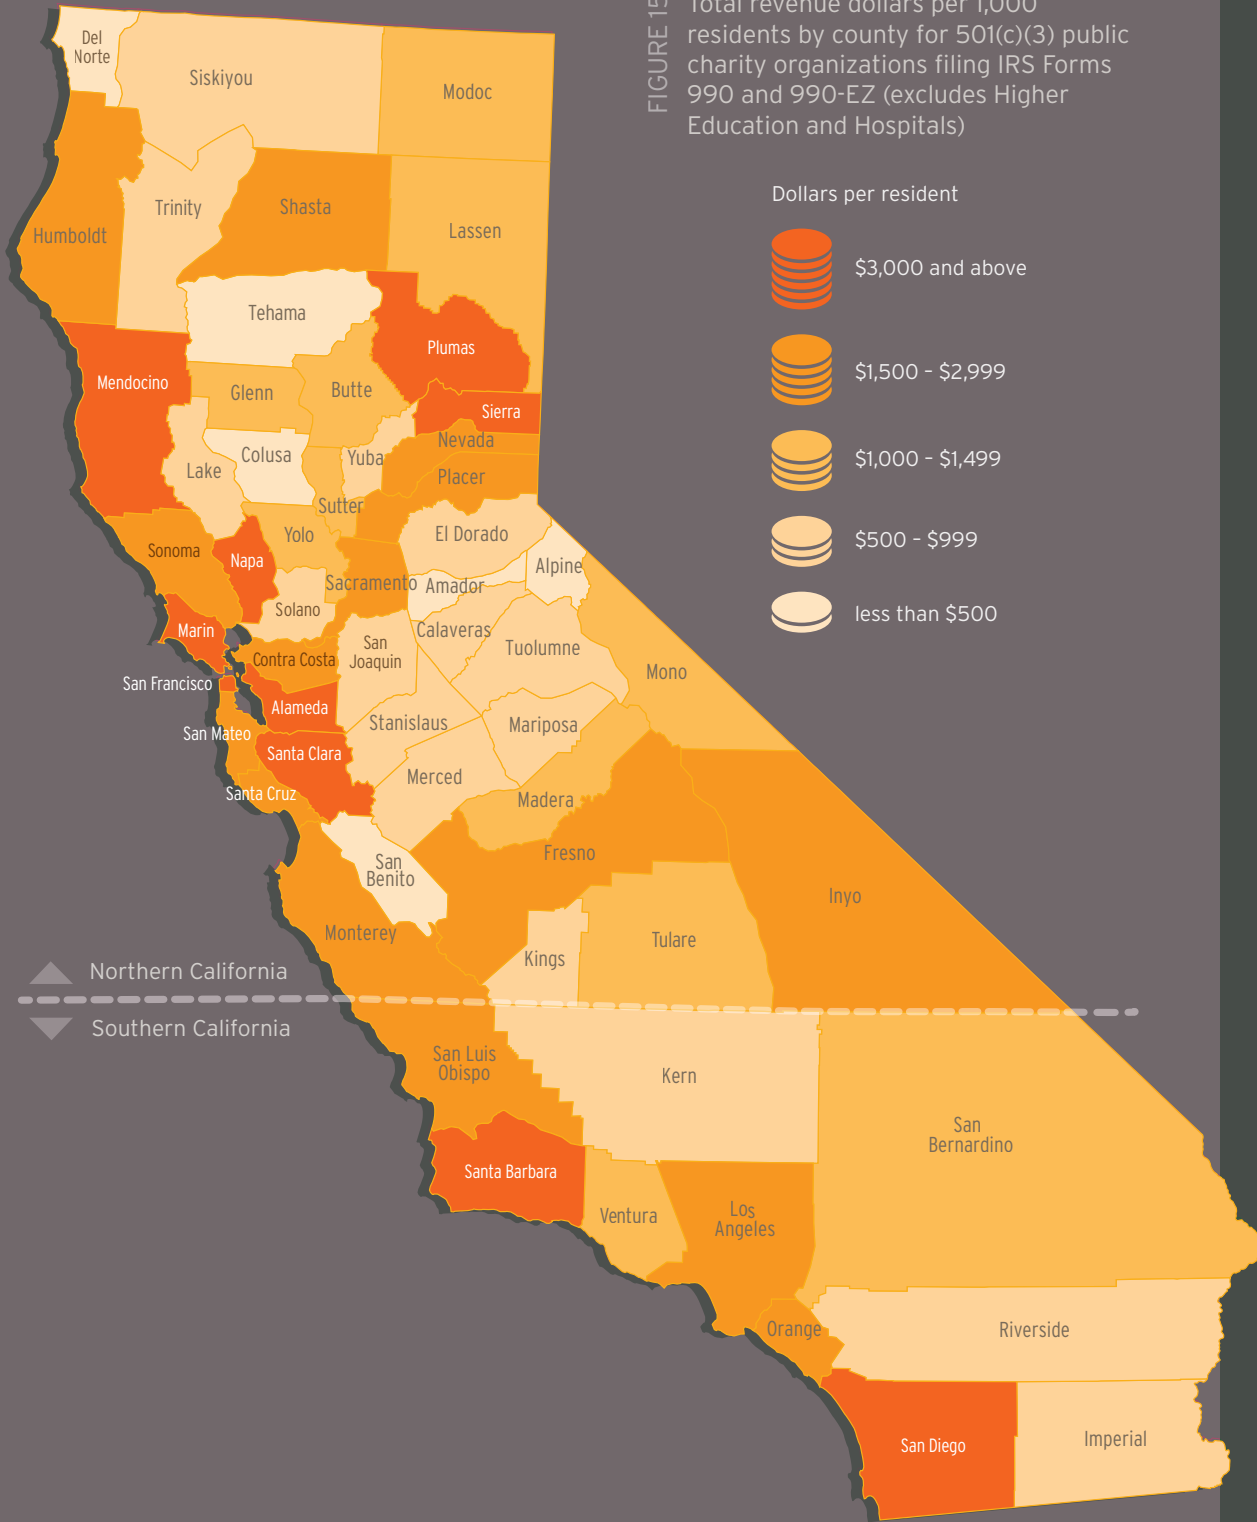 FIGURE 15
Total revenue dollars per 1,000
residents by county for 501(c)(3) public
charity organizations filing IRS Forms
990 and 990-EZ (excludes Higher
Education and Hospitals)
Dollars per resident
$3,000 and above
$1,500 – $2,999
$1,000 – $1,499
$500 – $999
less than $500
Del
Norte
Siskiyou
Modoc
Humboldt
Trinity
Shasta
Lassen
Tehama
Plumas
Mendocino
Glenn
Butte
Sierra
Nevada
Colusa
Yuba
Lake
Placer
Sutter
Yolo
El Dorado
Sonoma
Napa
Alpine
Sacramento
Amador
Solano
Marin
Calaveras
San
Joaquin
Tuolumne
Contra Costa
Mono
San Francisco
Alameda
Stanislaus
Mariposa
San Mateo
Santa Clara
Merced
Santa Cruz
Madera
Fresno
San
Benito
Inyo
Monterey
Tulare
Kings
Northern California
Southern California
San Luis
Obispo
Kern
San
Bernardino
Santa Barbara
Ventura
Los
Angeles
Orange
Riverside
San Diego
Imperial